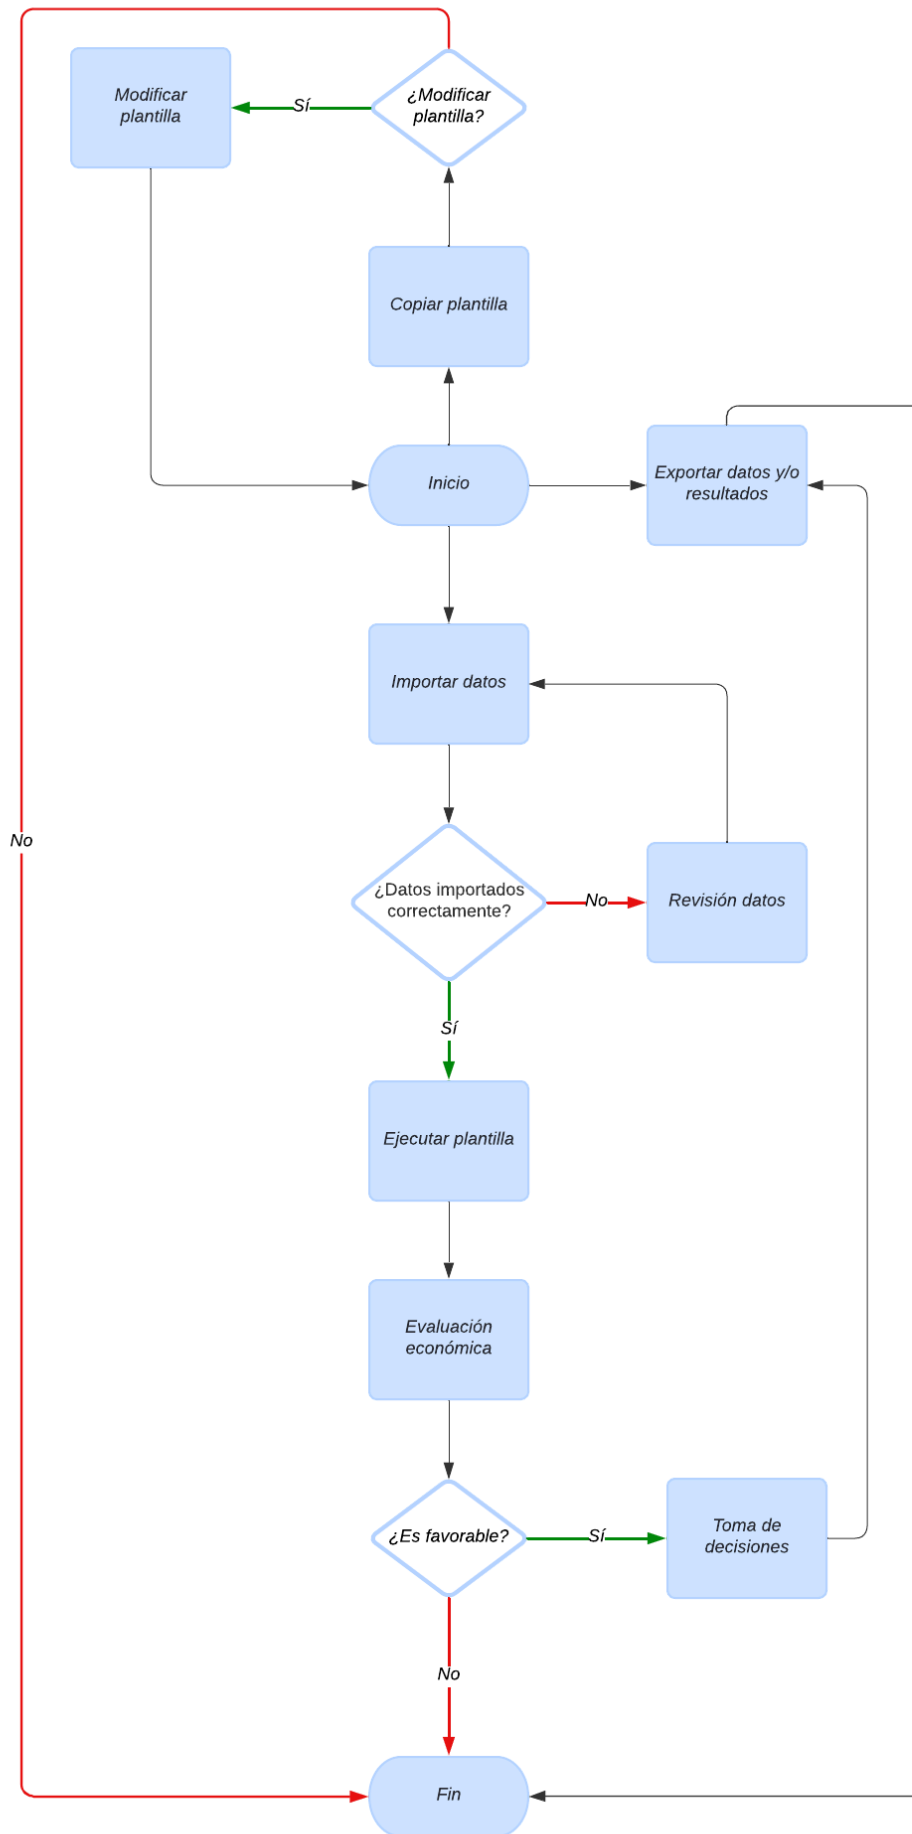 Modificar
plantilla
Sí
¿Modificar
plantilla?
Copiar plantilla
Inicio
Exportar datos y/o
resultados
Importar datos
No
¿Datos importados
correctamente?
No
Revisión datos
Sí
Ejecutar plantilla
Evaluación
económica
¿Es favorable?
Sí
Toma de
decisiones
No
Fin